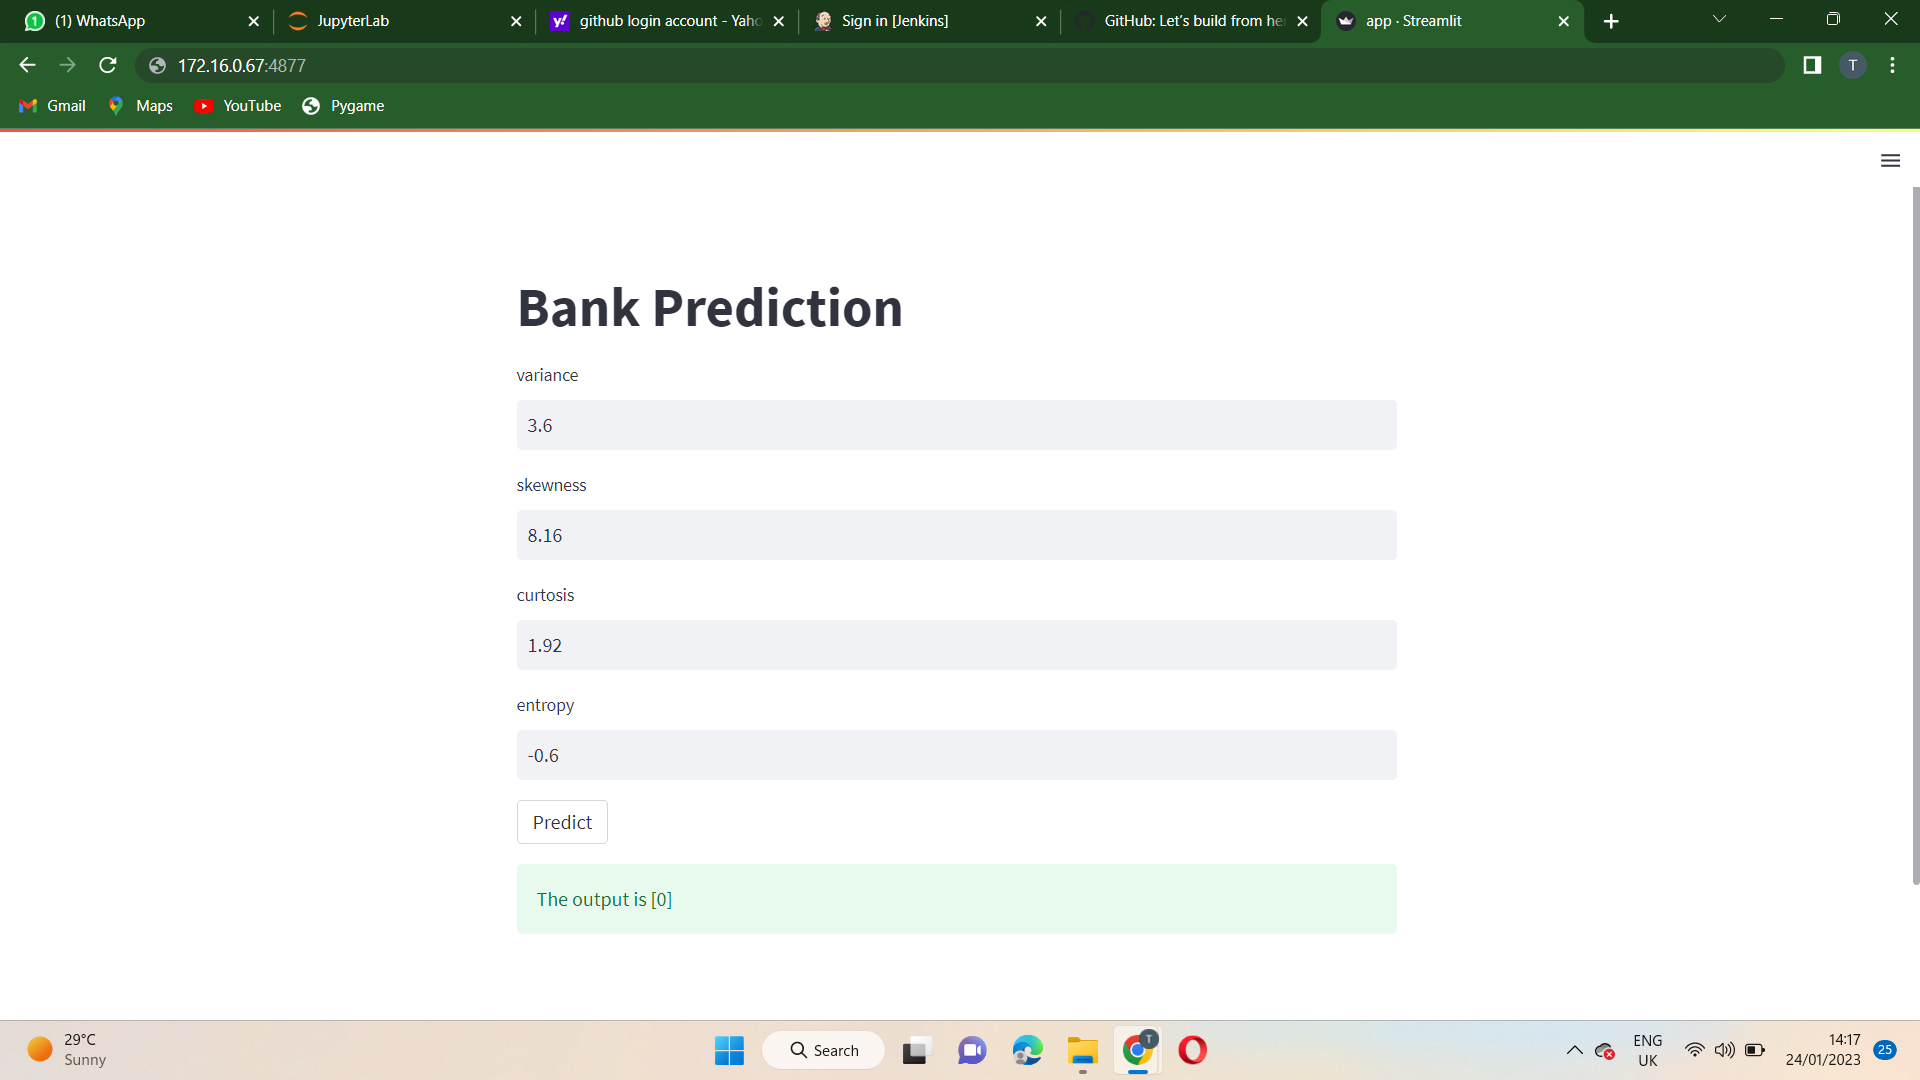 (1) WhatsApp
JupyterLab
github login account - Yaho
Sign in [Jenkins]
GitHub: Let's build from he
app · Streamlit
172.16.0.67:4877
T
Gmail
Maps
YouTube
Pygame
Bank Prediction
variance
3.6
skewness
8.16
curtosis
1.92
entropy
-0.6
Predict
The output is [0]
29°C
Sunny
Search
T
ENG
UK
14:17
24/01/2023
25